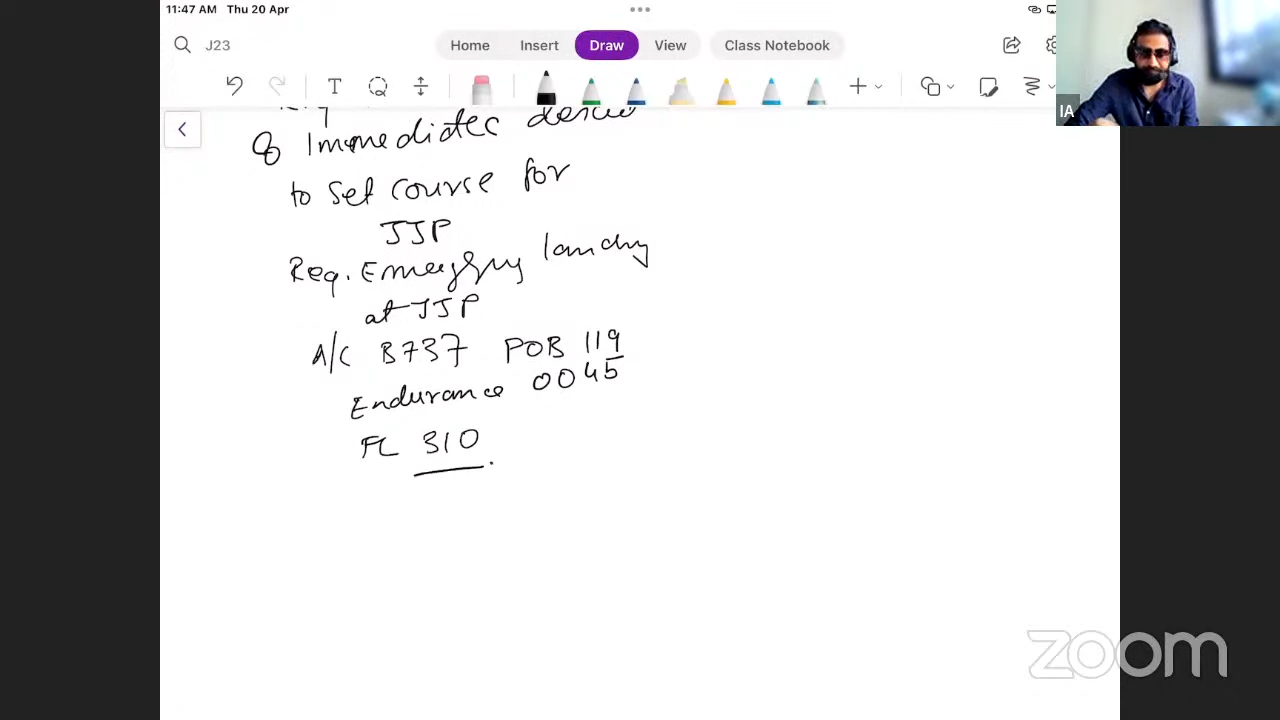 11:47 AM Thu 20 Apr
J23
Home Insert Draw View Class Notebook
IA
& Immediates
to Set course for
JJP
Req. Emergency landing
at JJP
A/C B737 POB 119
Endurance 0045
FL 310.
zoom